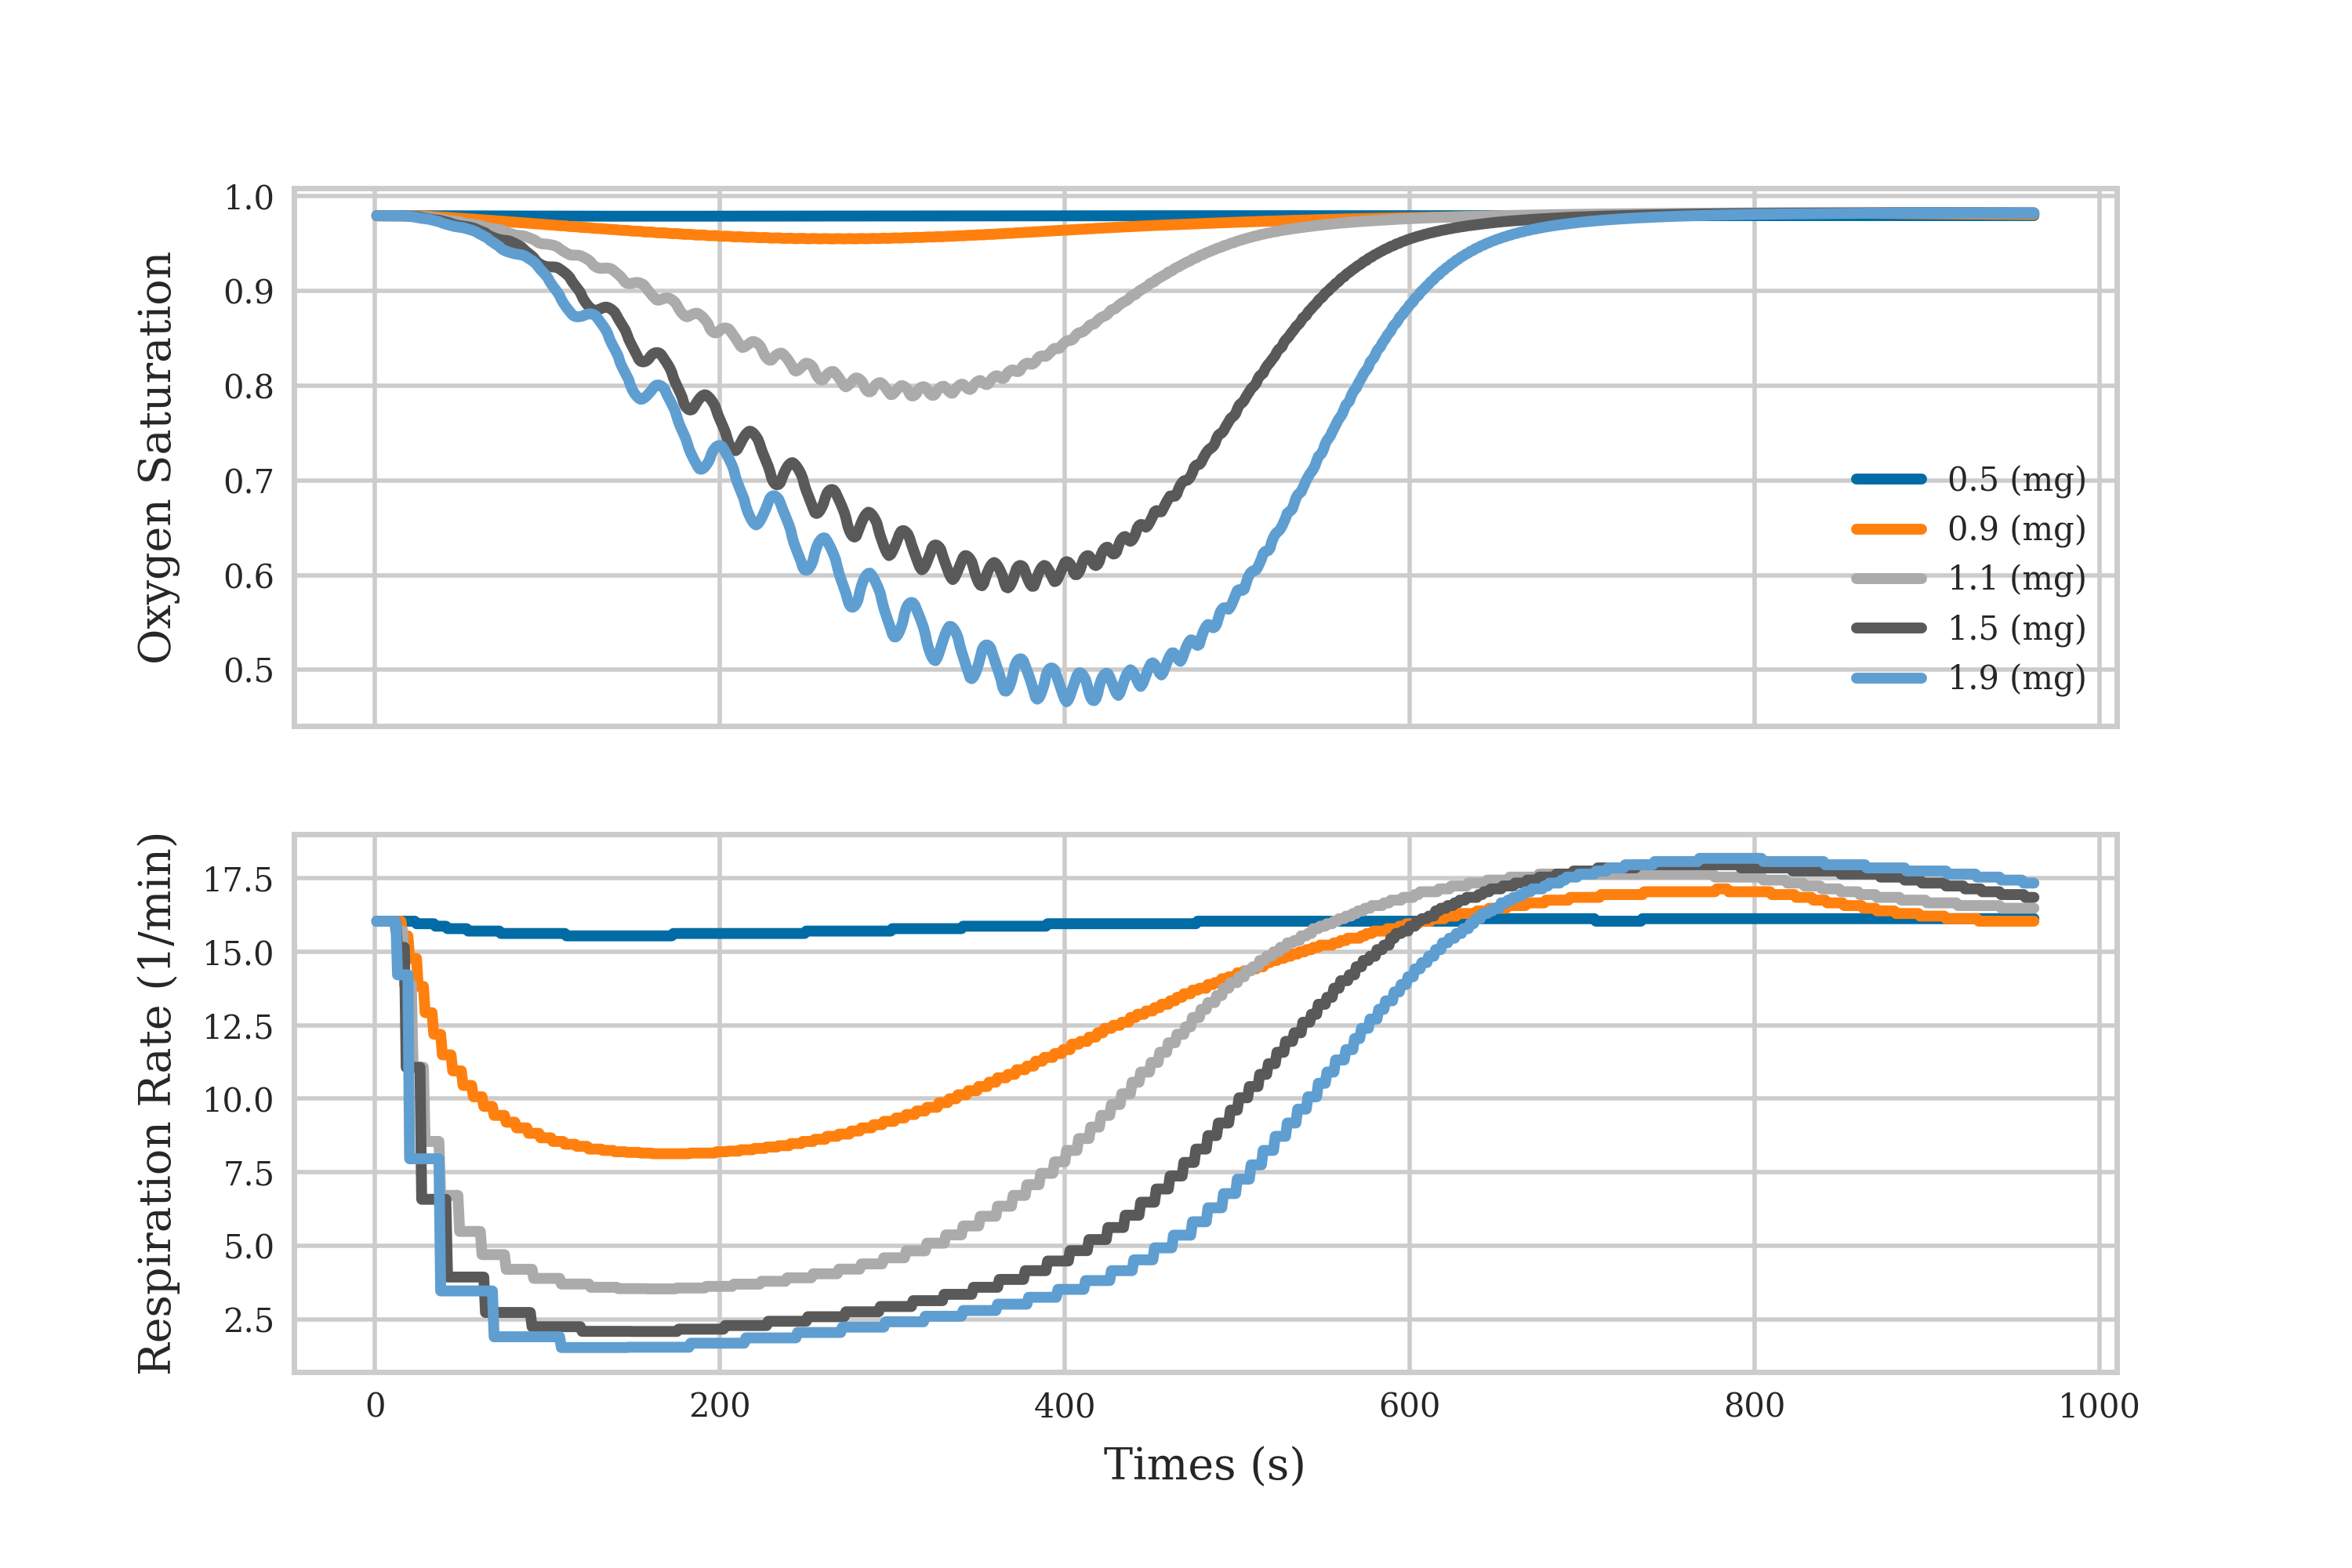 Oxygen Saturation
1.0
0.9
0.8
0.7
0.6
0.5
0.5 (mg)
0.9 (mg)
1.1 (mg)
1.5 (mg)
1.9 (mg)
Respiration Rate (1/min)
17.5
15.0
12.5
10.0
7.5
5.0
2.5
0 200 400 600 800 1000
Times (s)